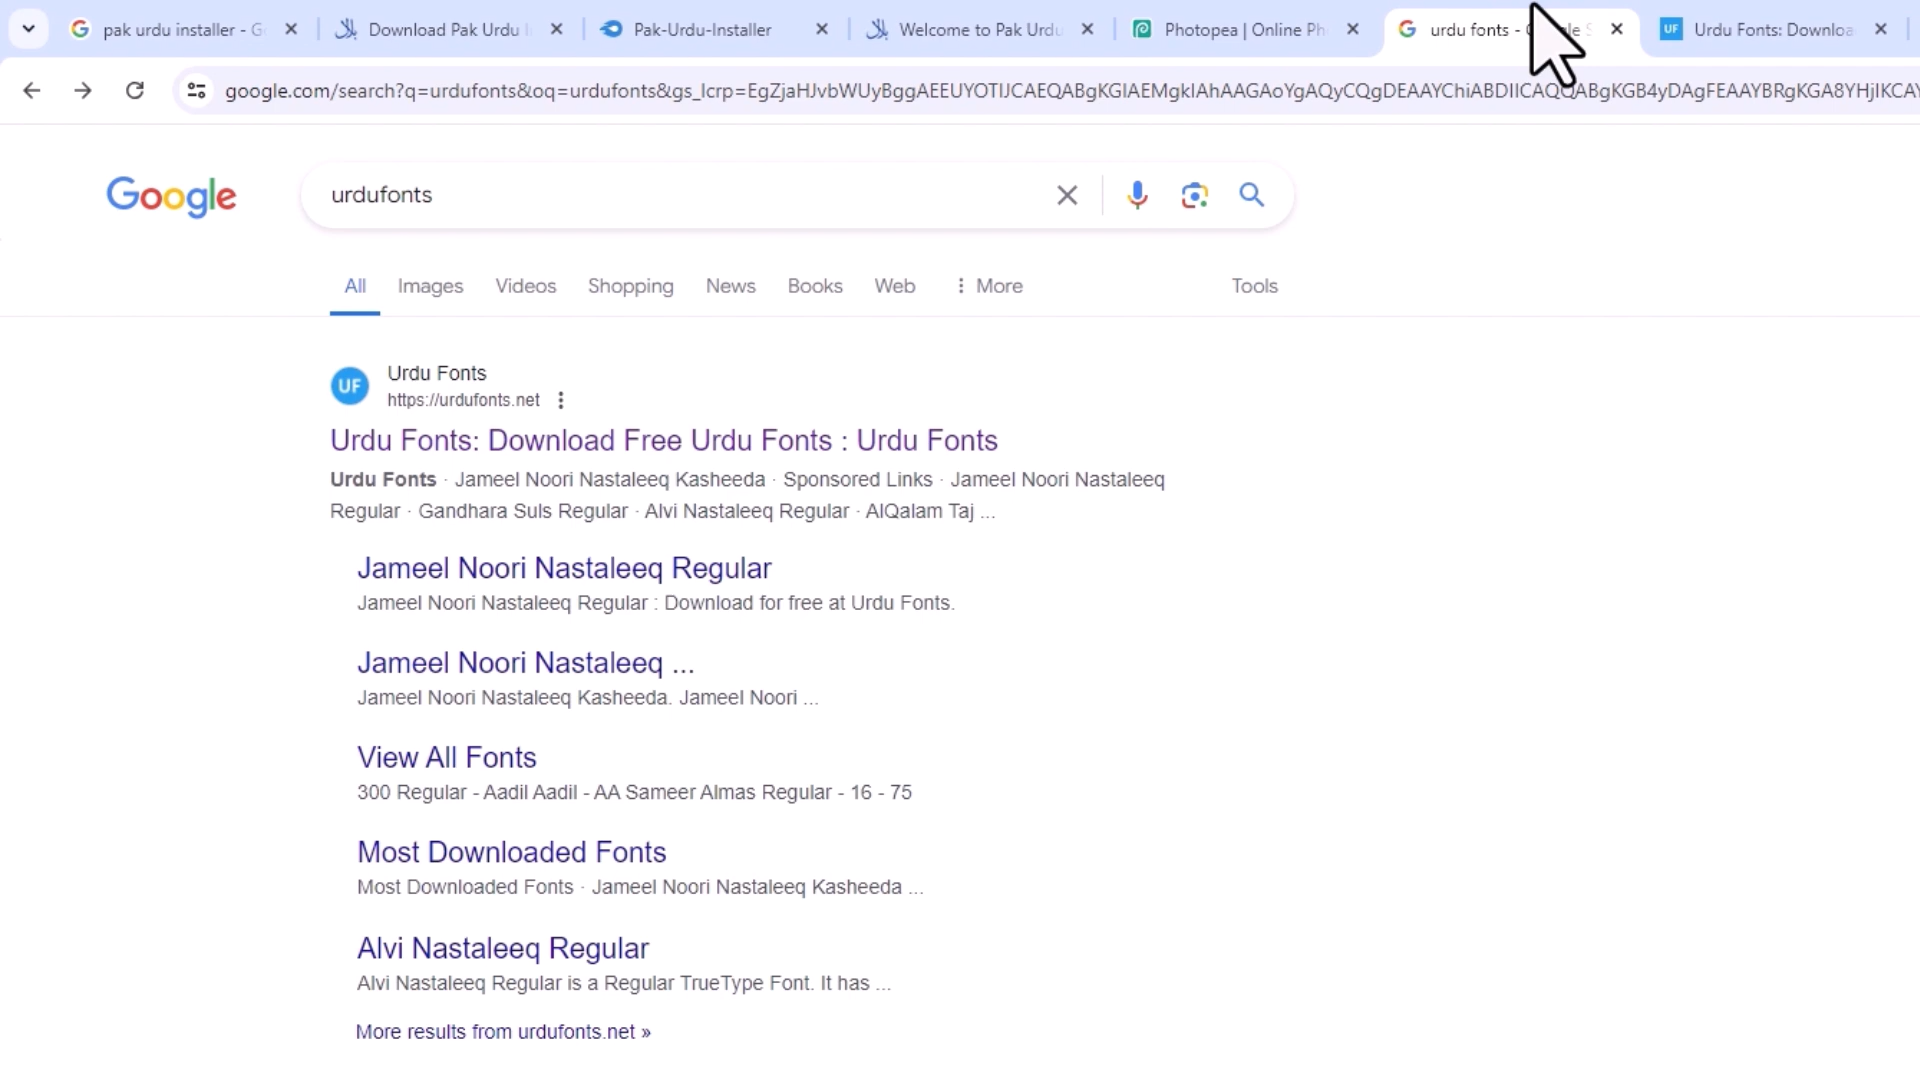 pak urdu installer - G
Download Pak Urdu I
Pak-Urdu-Installer
Welcome to Pak Urdu
Photopea | Online Ph
urdu fonts -
UF Urdu Fonts: Downloa
google.com/search?q=urdufonts&oq=urdufonts&gs_lcrp=
Google
urdufonts
All Images Videos Shopping News Books Web More Tools
UF
Urdu Fonts
https://urdufonts.net
Urdu Fonts: Download Free Urdu Fonts : Urdu Fonts
Urdu Fonts · Jameel Noori Nastaleeq Kasheeda · Sponsored Links · Jameel Noori Nastaleeq
Regular · Gandhara Suls Regular · Alvi Nastaleeq Regular · AlQalam Taj ...
Jameel Noori Nastaleeq Regular
Jameel Noori Nastaleeq Regular : Download for free at Urdu Fonts.
Jameel Noori Nastaleeq ...
Jameel Noori Nastaleeq Kasheeda. Jameel Noori ...
View All Fonts
300 Regular - Aadil Aadil - AA Sameer Almas Regular - 16 - 75
Most Downloaded Fonts
Most Downloaded Fonts · Jameel Noori Nastaleeq Kasheeda ...
Alvi Nastaleeq Regular
Alvi Nastaleeq Regular is a Regular TrueType Font. It has ...
More results from urdufonts.net »